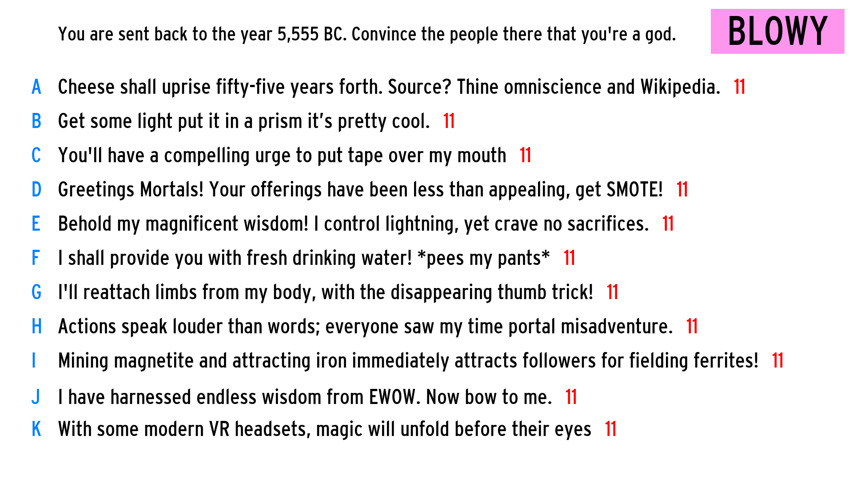 You are sent back to the year 5,555 BC. Convince the people there that you're a god.
BLOWY
A Cheese shall uprise fifty-five years forth. Source? Thine omniscience and Wikipedia. 11
B Get some light put it in a prism it’s pretty cool. 11
C You'll have a compelling urge to put tape over my mouth 11
D Greetings Mortals! Your offerings have been less than appealing, get SMOTE! 11
E Behold my magnificent wisdom! I control lightning, yet crave no sacrifices. 11
F I shall provide you with fresh drinking water! *pees my pants* 11
G I'll reattach limbs from my body, with the disappearing thumb trick! 11
H Actions speak louder than words; everyone saw my time portal misadventure. 11
I Mining magnetite and attracting iron immediately attracts followers for fielding ferrites! 11
J I have harnessed endless wisdom from EWOW. Now bow to me. 11
K With some modern VR headsets, magic will unfold before their eyes 11